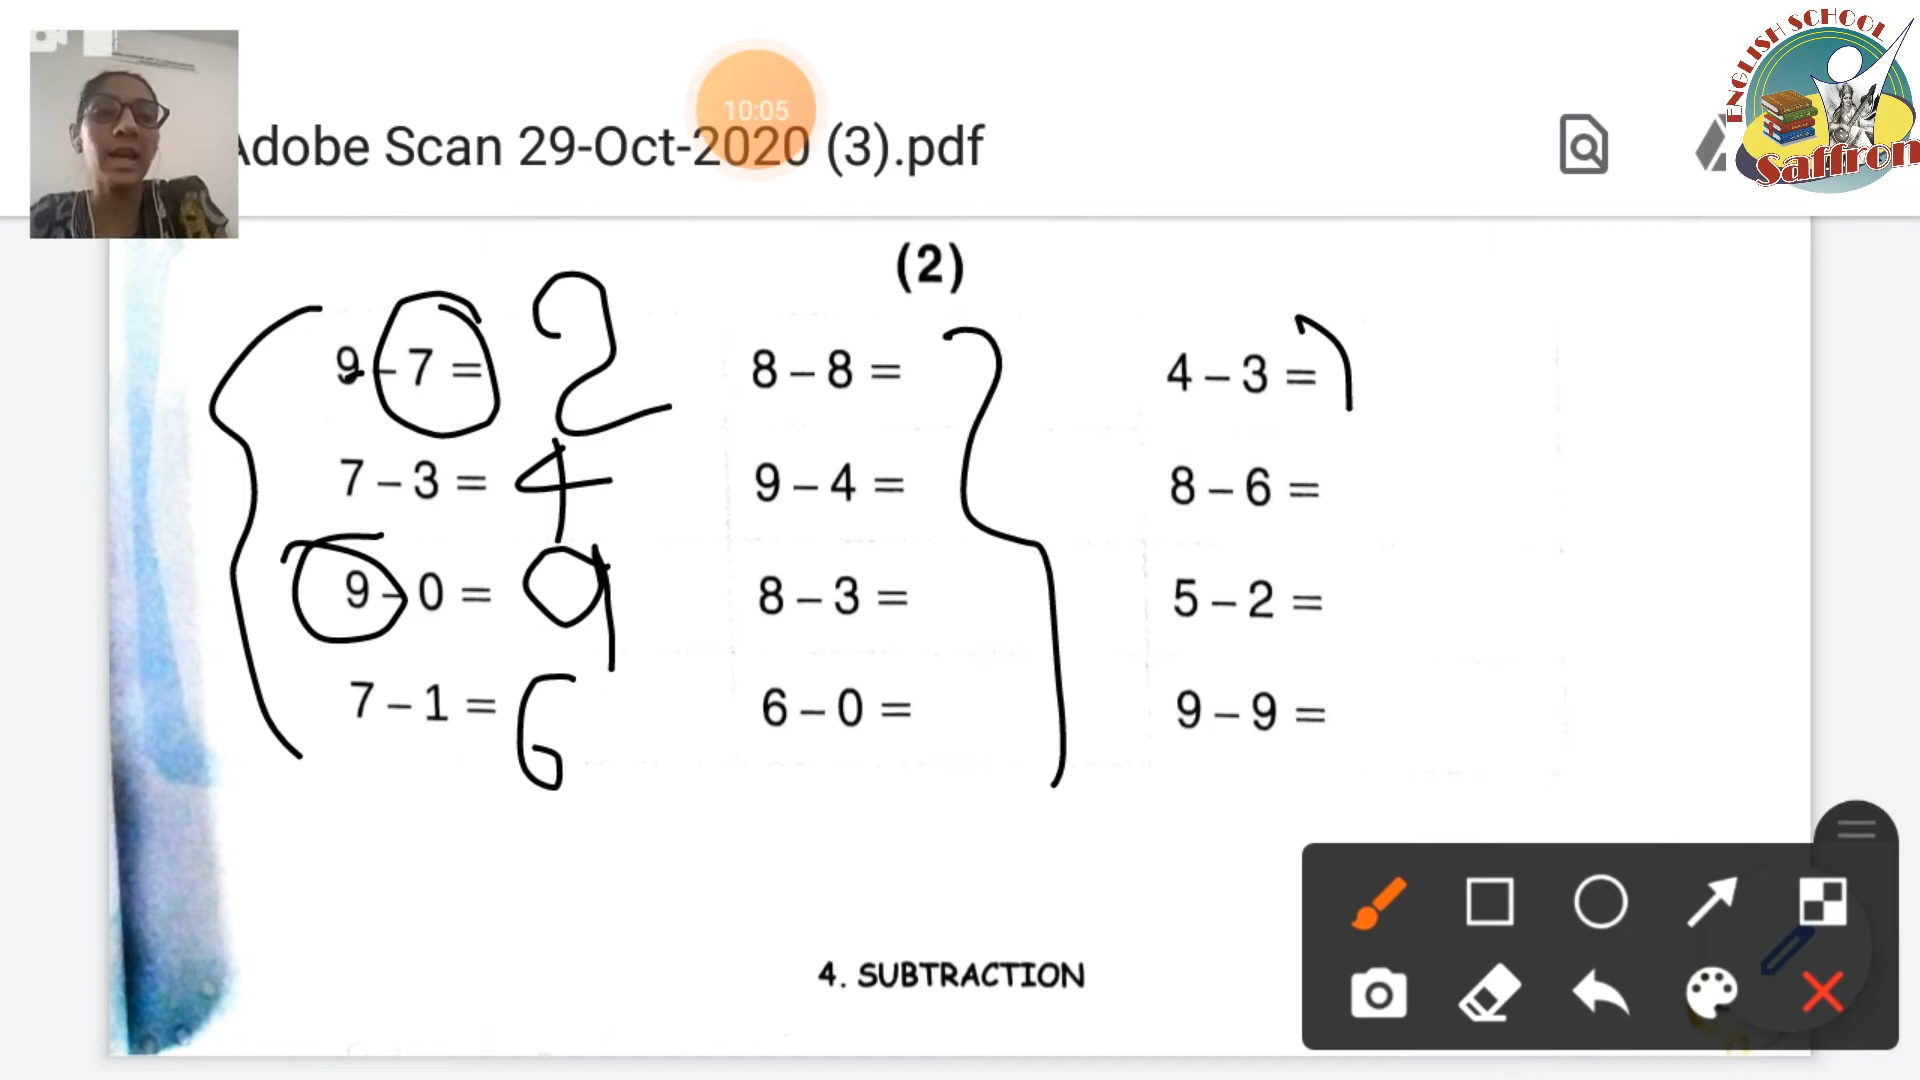 ENGLISH SCHOOL
Saffron
10:05
Adobe Scan 29-Oct-2020 (3).pdf
(2)
9 – 7 = 2
8 – 8 =
4 – 3 =
7 – 3 = 4
9 – 4 =
8 – 6 =
9 – 0 = 9
8 – 3 =
5 – 2 =
7 – 1 = 6
6 – 0 =
9 – 9 =
4. SUBTRACTION